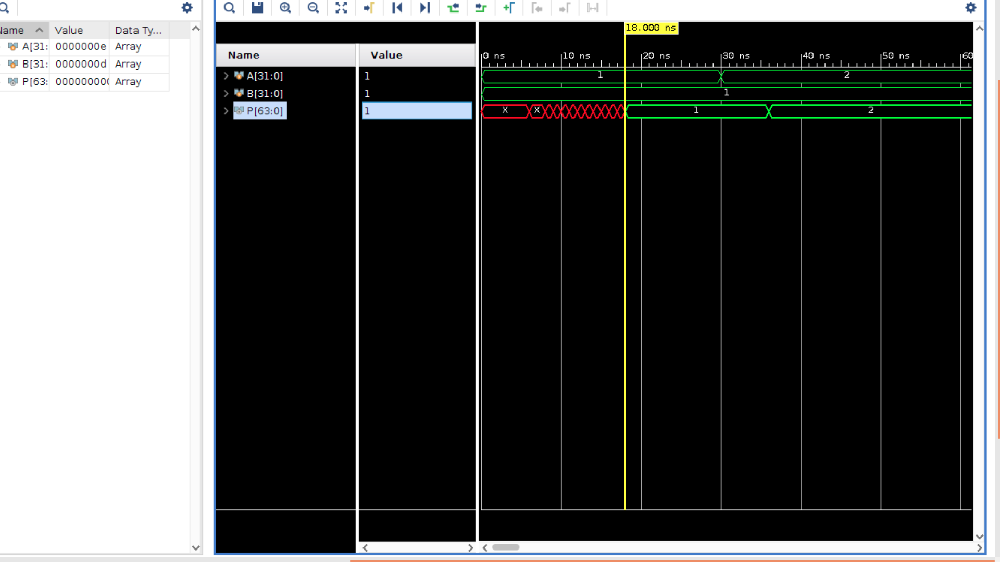 Name Value Data Ty...
A[31: 0000000e Array
B[31: 0000000d Array
P[63: 00000000 Array
18.000 ns
Name Value
0 ns 10 ns 20 ns 30 ns 40 ns 50 ns 60
A[31:0] 1 1 2
B[31:0] 1 1
P[63:0] 1 X X 1 2